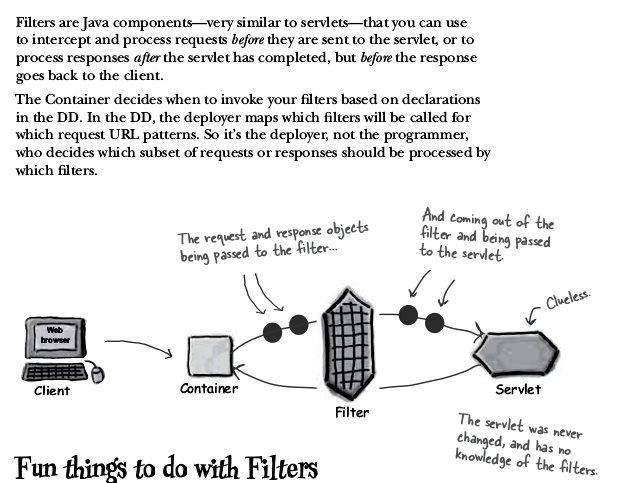 Filters are Java components—very similar to servlets—that you can use
to intercept and process requests before they are sent to the servlet, or to
process responses after the servlet has completed, but before the response
goes back to the client.
The Container decides when to invoke your filters based on declarations
in the DD. In the DD, the deployer maps which filters will be called for
which request URL patterns. So it's the deployer, not the programmer,
who decides which subset of requests or responses should be processed by
which filters.
The request and response objects
being passed to the filter...
And coming out of the
filter and being passed
to the servlet.
Clueless.
Web
browser
Client
Container
Filter
Servlet
The servlet was never
changed, and has no
knowledge of the filters.
Fun things to do with Filters